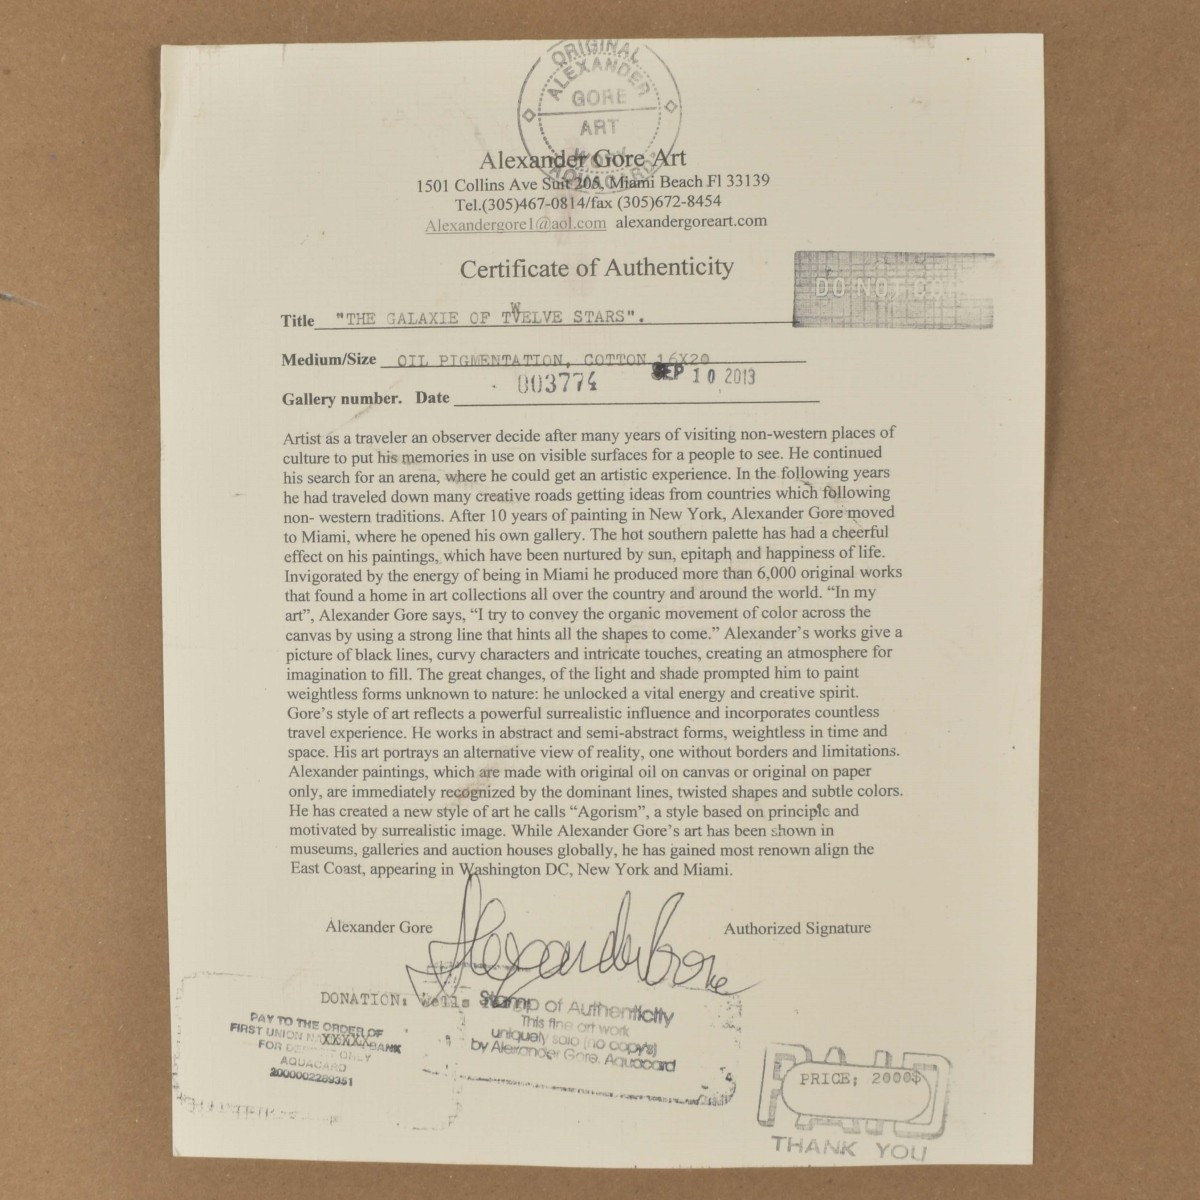 ORIGINAL
ALEXANDER
GORE
ART
WORK
Alexander Gore Art
1501 Collins Ave Suit 205, Miami Beach Fl 33139
Tel.(305)467-0814/fax (305)672-8454
Alexandergore1@aol.com alexandergoreart.com
Certificate of Authenticity
DO NOT
Title "THE GALAXIE OF TWELVE STARS".
Medium/Size OIL PIGMENTATION, COTTON 16X20
003774 SEP 10 2013
Gallery number. Date
Artist as a traveler an observer decide after many years of visiting non-western places of
culture to put his memories in use on visible surfaces for a people to see. He continued
his search for an arena, where he could get an artistic experience. In the following years
he had traveled down many creative roads getting ideas from countries which following
non- western traditions. After 10 years of painting in New York, Alexander Gore moved
to Miami, where he opened his own gallery. The hot southern palette has had a cheerful
effect on his paintings, which have been nurtured by sun, epitaph and happiness of life.
Invigorated by the energy of being in Miami he produced more than 6,000 original works
that found a home in art collections all over the country and around the world. “In my
art”, Alexander Gore says, “I try to convey the organic movement of color across the
canvas by using a strong line that hints all the shapes to come.” Alexander’s works give a
picture of black lines, curvy characters and intricate touches, creating an atmosphere for
imagination to fill. The great changes, of the light and shade prompted him to paint
weightless forms unknown to nature: he unlocked a vital energy and creative spirit.
Gore’s style of art reflects a powerful surrealistic influence and incorporates countless
travel experience. He works in abstract and semi-abstract forms, weightless in time and
space. His art portrays an alternative view of reality, one without borders and limitations.
Alexander paintings, which are made with original oil on canvas or original on paper
only, are immediately recognized by the dominant lines, twisted shapes and subtle colors.
He has created a new style of art he calls “Agorism”, a style based on principle and
motivated by surrealistic image. While Alexander Gore’s art has been shown in
museums, galleries and auction houses globally, he has gained most renown align the
East Coast, appearing in Washington DC, New York and Miami.
Alexander Gore Authorized Signature
Alexander Gore
DONATION: Wells
Stamp of Authenticity
This fine art work
uniquely solo (no copy's)
by Alexander Gore. Aquacard
PAY TO THE ORDER OF
FIRST UNION XXXXX BANK
FOR DEPOSIT ONLY
AQUACARD
2000002289351
PAID
PRICE; 2000$
THANK YOU